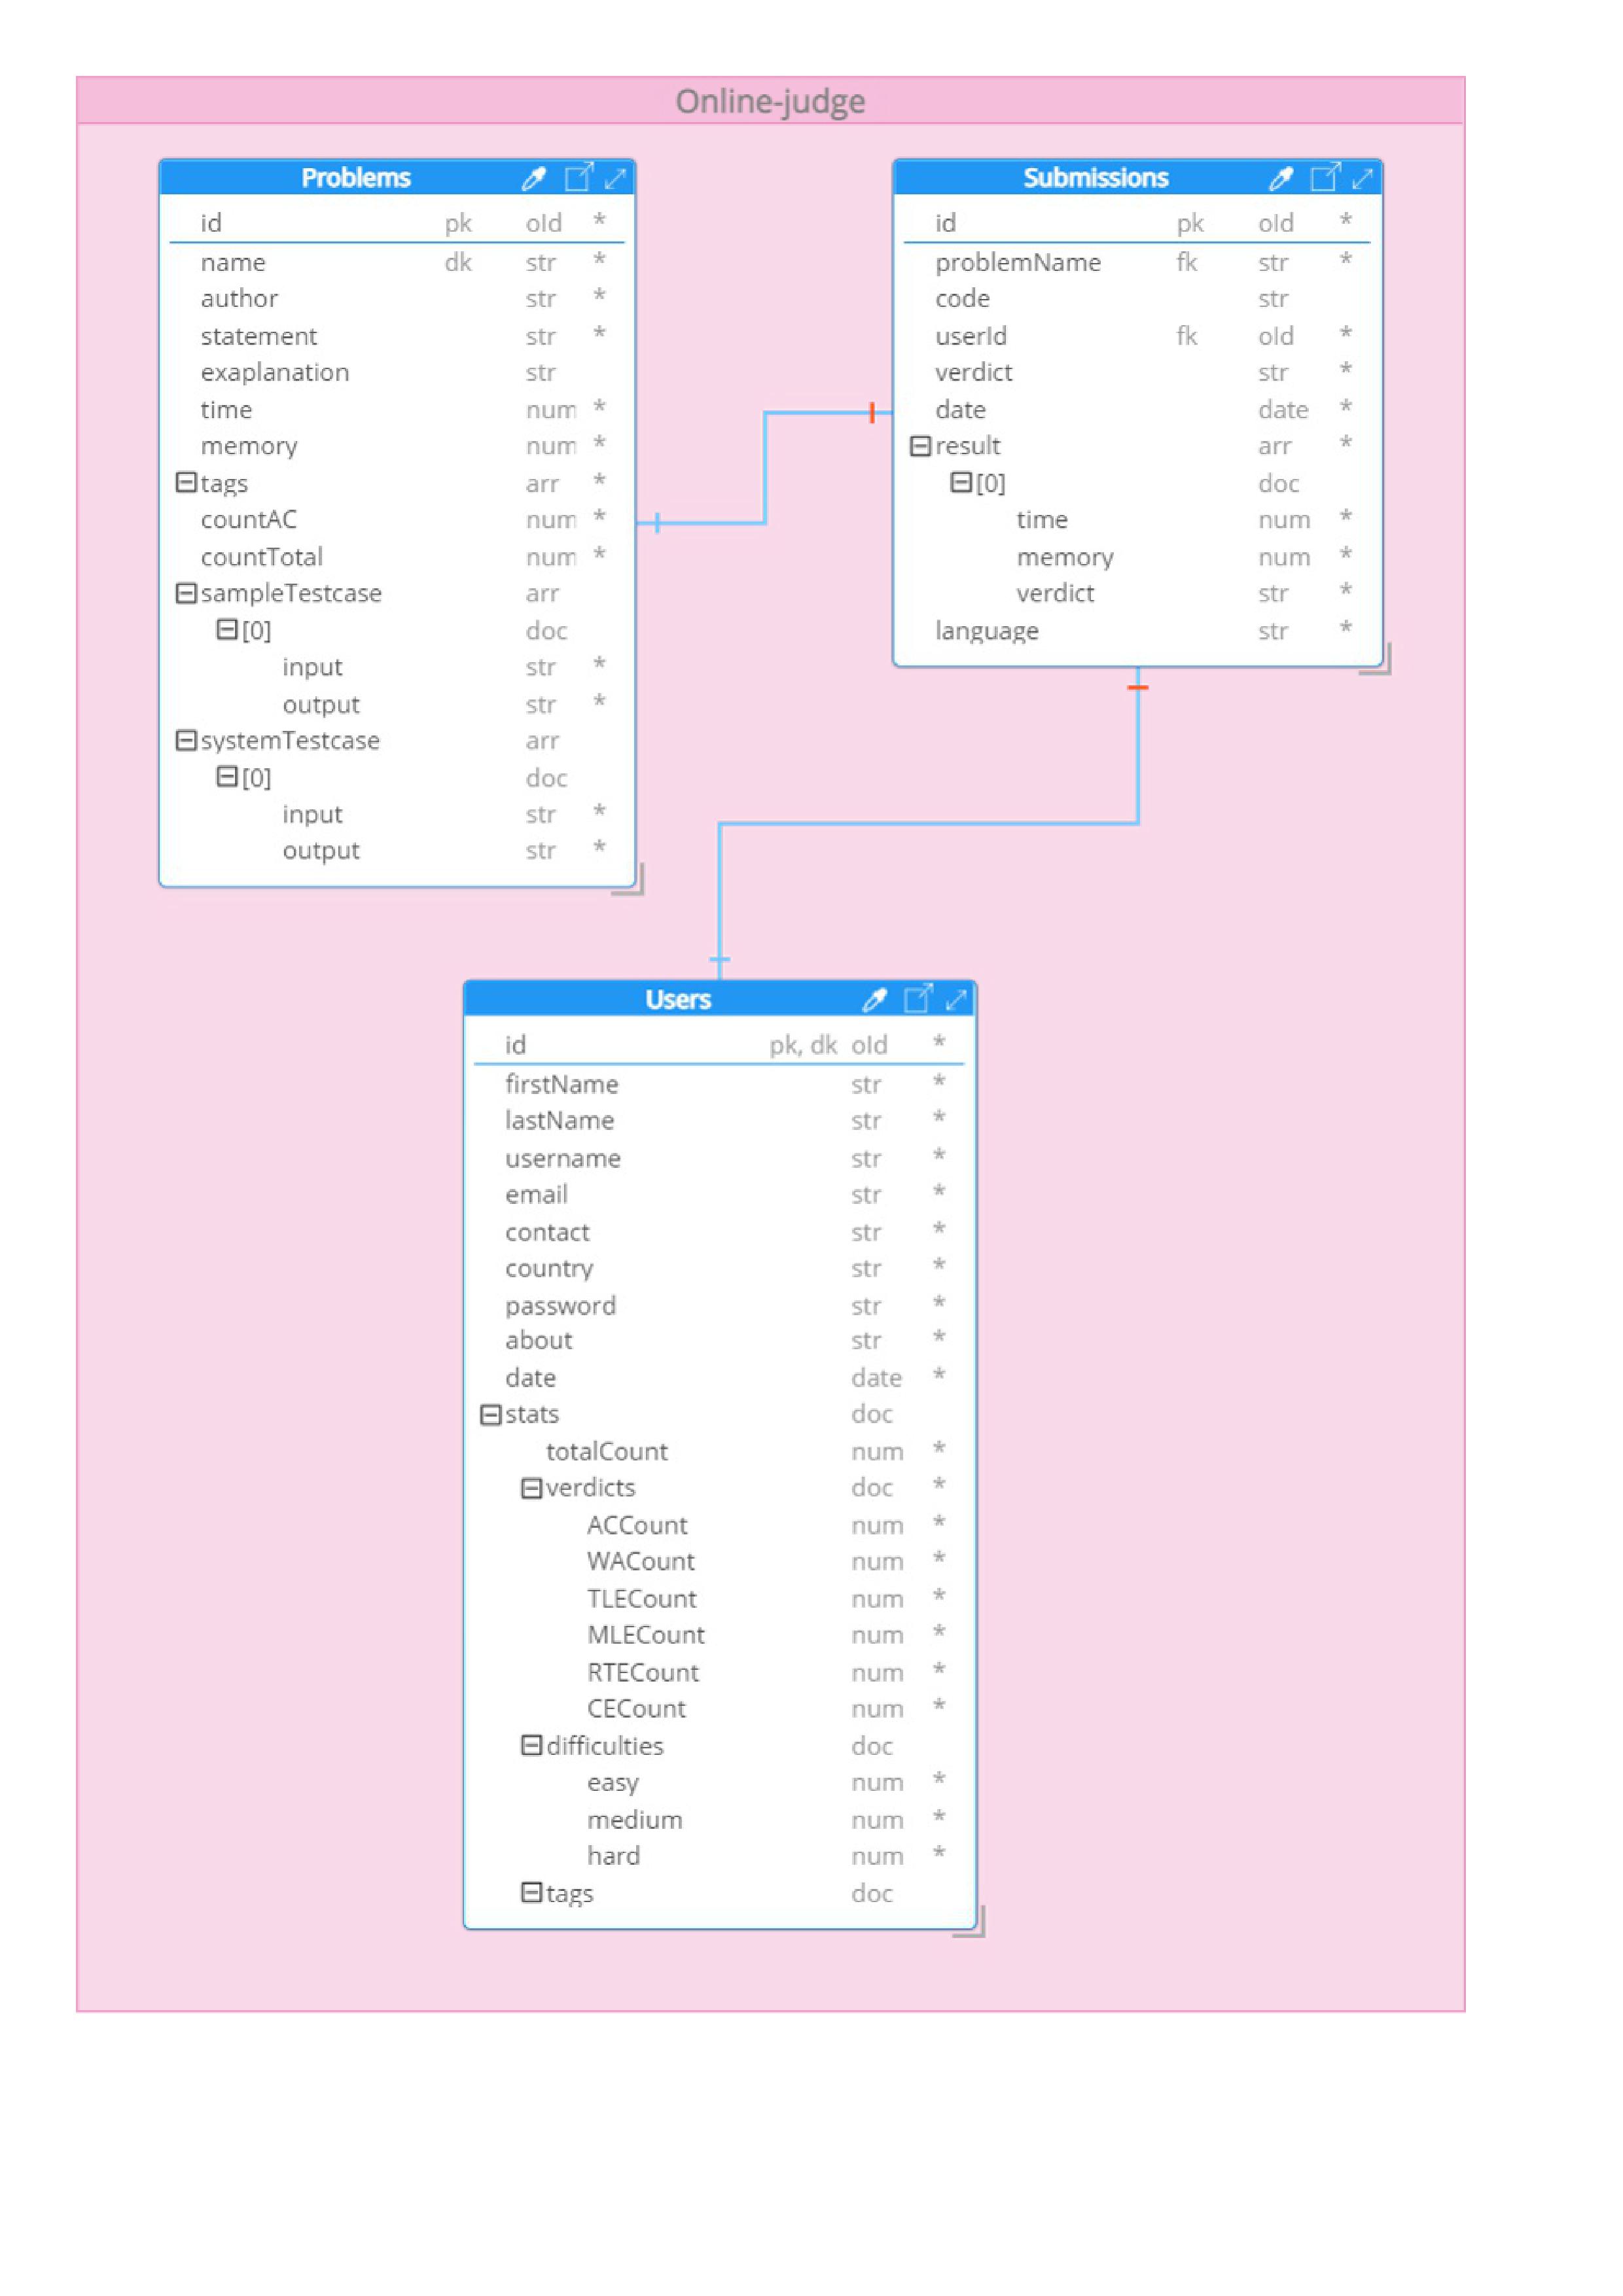 Online-judge
Problems
id pk oId *
name dk str *
author str *
statement str *
exaplanation str
time num *
memory num *
tags arr *
countAC num *
countTotal num *
sampleTestcase arr
[0] doc
input str *
output str *
systemTestcase arr
[0] doc
input str *
output str *
Submissions
id pk oId *
problemName fk str *
code str
userId fk oId *
verdict str *
date date *
result arr *
[0] doc
time num *
memory num *
verdict str *
language str *
Users
id pk, dk oId *
firstName str *
lastName str *
username str *
email str *
contact str *
country str *
password str *
about str *
date date *
stats doc
totalCount num *
verdicts doc *
ACCount num *
WACount num *
TLECount num *
MLECount num *
RTECount num *
CECount num *
difficulties doc
easy num *
medium num *
hard num *
tags doc